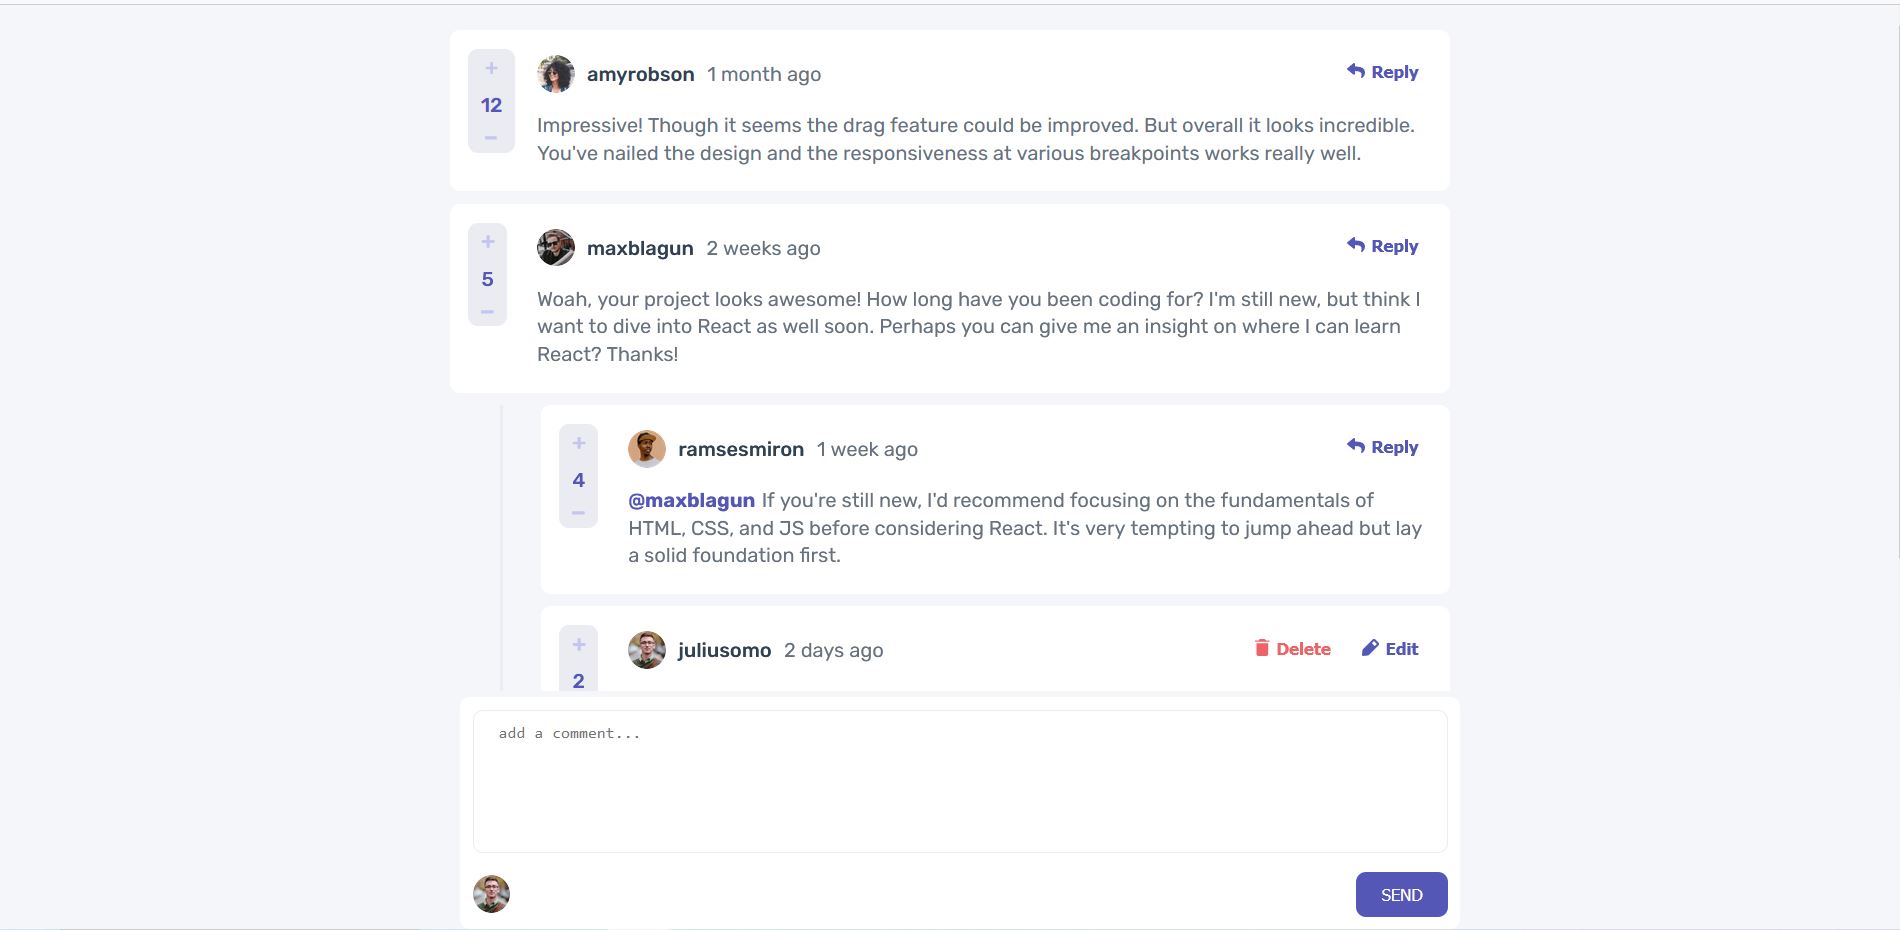 +
12
−
amyrobson 1 month ago
Reply
Impressive! Though it seems the drag feature could be improved. But overall it looks incredible.
You've nailed the design and the responsiveness at various breakpoints works really well.
+
5
−
maxblagun 2 weeks ago
Reply
Woah, your project looks awesome! How long have you been coding for? I'm still new, but think I
want to dive into React as well soon. Perhaps you can give me an insight on where I can learn
React? Thanks!
+
4
−
ramsesmiron 1 week ago
Reply
@maxblagun If you're still new, I'd recommend focusing on the fundamentals of
HTML, CSS, and JS before considering React. It's very tempting to jump ahead but lay
a solid foundation first.
+
2
juliusomo 2 days ago
Delete Edit
add a comment...
SEND